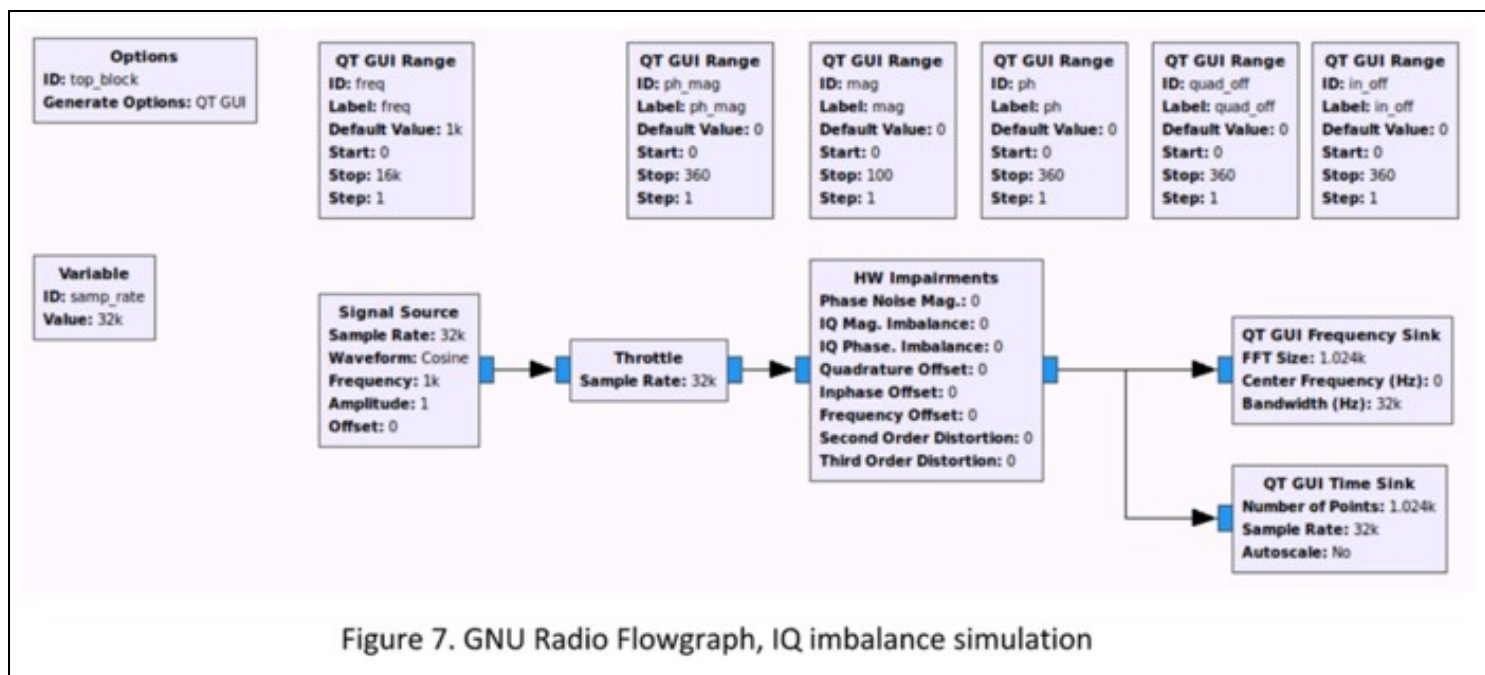 Options
ID: top_block
Generate Options: QT GUI
QT GUI Range
ID: freq
Label: freq
Default Value: 1k
Start: 0
Stop: 16k
Step: 1
QT GUI Range
ID: ph_mag
Label: ph_mag
Default Value: 0
Start: 0
Stop: 360
Step: 1
QT GUI Range
ID: mag
Label: mag
Default Value: 0
Start: 0
Stop: 100
Step: 1
QT GUI Range
ID: ph
Label: ph
Default Value: 0
Start: 0
Stop: 360
Step: 1
QT GUI Range
ID: quad_off
Label: quad_off
Default Value: 0
Start: 0
Stop: 360
Step: 1
QT GUI Range
ID: in_off
Label: in_off
Default Value: 0
Start: 0
Stop: 360
Step: 1
Variable
ID: samp_rate
Value: 32k
Signal Source
Sample Rate: 32k
Waveform: Cosine
Frequency: 1k
Amplitude: 1
Offset: 0
Throttle
Sample Rate: 32k
HW Impairments
Phase Noise Mag.: 0
IQ Mag. Imbalance: 0
IQ Phase. Imbalance: 0
Quadrature Offset: 0
Inphase Offset: 0
Frequency Offset: 0
Second Order Distortion: 0
Third Order Distortion: 0
QT GUI Frequency Sink
FFT Size: 1.024k
Center Frequency (Hz): 0
Bandwidth (Hz): 32k
QT GUI Time Sink
Number of Points: 1.024k
Sample Rate: 32k
Autoscale: No
Figure 7. GNU Radio Flowgraph, IQ imbalance simulation